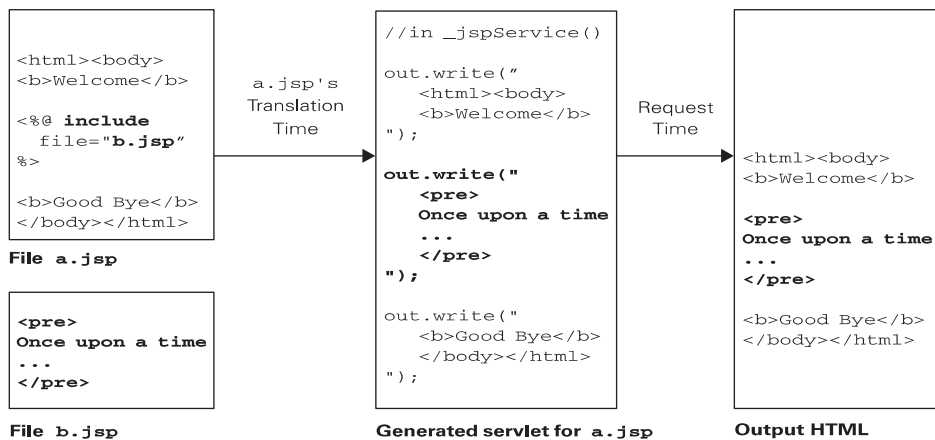 <html><body>
<b>Welcome</b>
<%@ include
file="b.jsp"
%>
<b>Good Bye</b>
</body></html>
File a.jsp
<pre>
Once upon a time
...
</pre>
File b.jsp
a.jsp's
Translation
Time
//in _jspService()
out.write("
<html><body>
<b>Welcome</b>
");
out.write("
<pre>
Once upon a time
...
</pre>
");
out.write("
<b>Good Bye</b>
</body></html>
");
Generated servlet for a.jsp
Request
Time
<html><body>
<b>Welcome</b>
<pre>
Once upon a time
...
</pre>
<b>Good Bye</b>
</body></html>
Output HTML